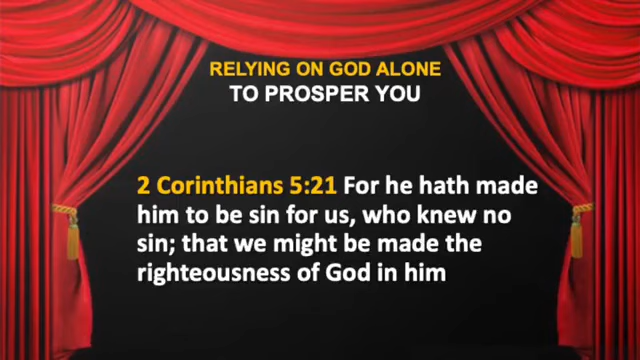 RELYING ON GOD ALONE
TO PROSPER YOU
2 Corinthians 5:21 For he hath made
him to be sin for us, who knew no
sin; that we might be made the
righteousness of God in him